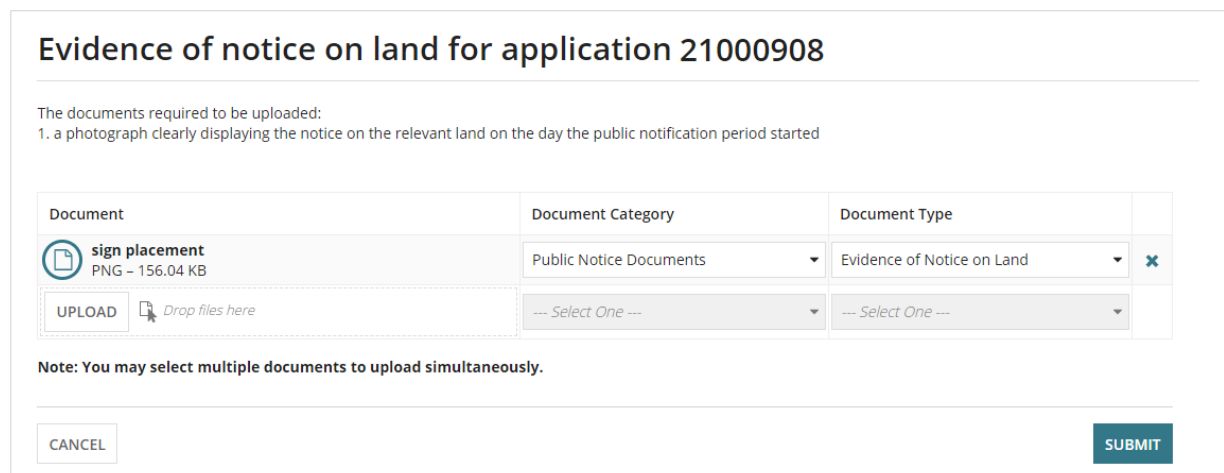 Evidence of notice on land for application 21000908
The documents required to be uploaded:
1. a photograph clearly displaying the notice on the relevant land on the day the public notification period started
Document Document Category Document Type
sign placement
PNG – 156.04 KB
Public Notice Documents Evidence of Notice on Land
UPLOAD Drop files here --- Select One --- --- Select One ---
Note: You may select multiple documents to upload simultaneously.
CANCEL SUBMIT